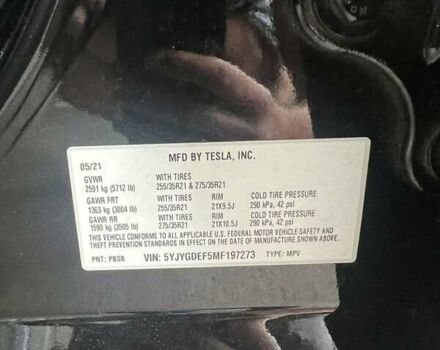 MFD BY TESLA, INC.
05/21
GVWR WITH TIRES
2591 kg (5712 lb) 255/35R21 & 275/35R21
GAWR FRT WITH TIRES RIM COLD TIRE PRESSURE
1363 kg (3004 lb) 255/35R21 21X9.5J 290 kPa, 42 psi
GAWR RR WITH TIRES RIM COLD TIRE PRESSURE
1590 kg (3505 lb) 275/35R21 21X10.5J 290 kPa, 42 psi
THIS VEHICLE CONFORMS TO ALL APPLICABLE U.S. FEDERAL MOTOR VEHICLE SAFETY AND
THEFT PREVENTION STANDARDS IN EFFECT ON THE DATE OF MANUFACTURE SHOWN ABOVE.
PNT: PBSB VIN: 5YJYGDEF5MF197273 TYPE: MPV